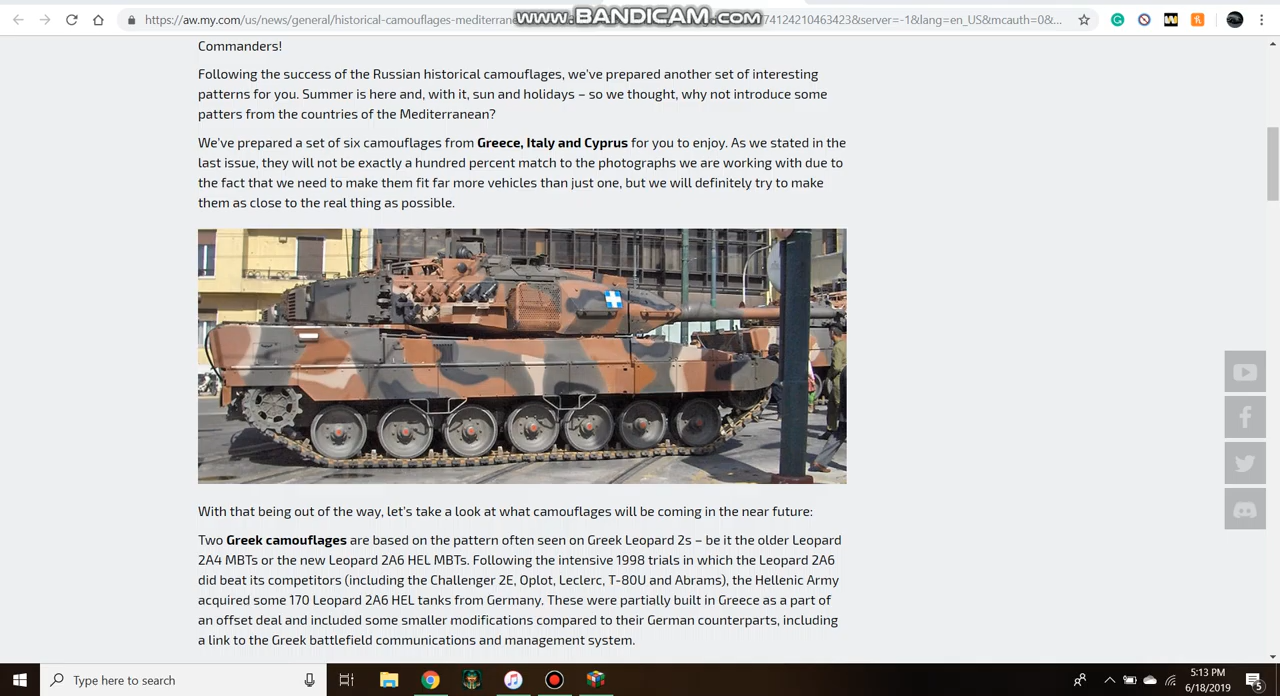 https://aw.my.com/us/news/general/historical-camouflages-mediterrane
www.BANDICAM.com
74124210463423&server=-1&lang=en_US&mcauth=0&...
Commanders!
Following the success of the Russian historical camouflages, we've prepared another set of interesting
patterns for you. Summer is here and, with it, sun and holidays – so we thought, why not introduce some
patters from the countries of the Mediterranean?
We've prepared a set of six camouflages from Greece, Italy and Cyprus for you to enjoy. As we stated in the
last issue, they will not be exactly a hundred percent match to the photographs we are working with due to
the fact that we need to make them fit far more vehicles than just one, but we will definitely try to make
them as close to the real thing as possible.
With that being out of the way, let's take a look at what camouflages will be coming in the near future:
Two Greek camouflages are based on the pattern often seen on Greek Leopard 2s – be it the older Leopard
2A4 MBTs or the new Leopard 2A6 HEL MBTs. Following the intensive 1998 trials in which the Leopard 2A6
did beat its competitors (including the Challenger 2E, Oplot, Leclerc, T-80U and Abrams), the Hellenic Army
acquired some 170 Leopard 2A6 HEL tanks from Germany. These were partially built in Greece as a part of
an offset deal and included some smaller modifications compared to their German counterparts, including
a link to the Greek battlefield communications and management system.
Type here to search
5:13 PM
6/18/2019
5